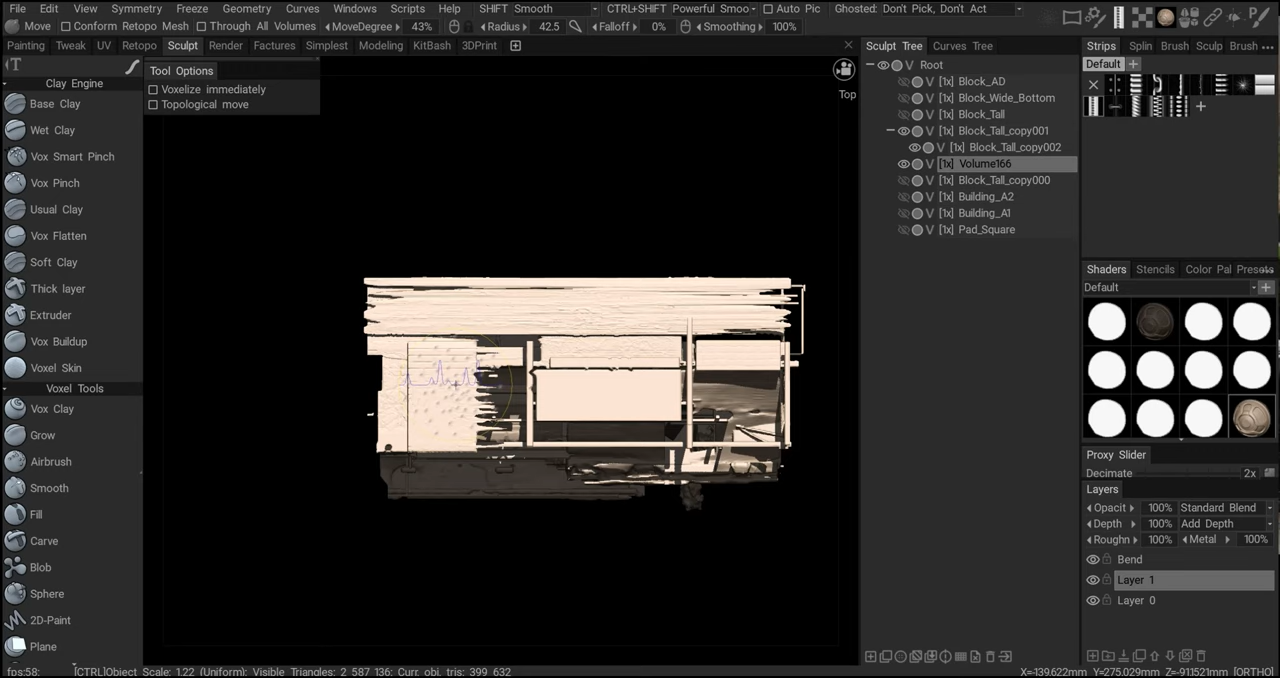 File Edit View Symmetry Freeze Geometry Curves Windows Scripts Help SHIFT Smooth CTRL+SHIFT Powerful Smoo Auto Pic Ghosted: Don't Pick, Don't Act
Move Conform Retopo Mesh Through All Volumes MoveDegree 43% Radius 42.5 Falloff 0% Smoothing 100%
Painting Tweak UV Retopo Sculpt Render Factures Simplest Modeling KitBash 3DPrint
Clay Engine
Base Clay
Wet Clay
Vox Smart Pinch
Vox Pinch
Usual Clay
Vox Flatten
Soft Clay
Thick layer
Extruder
Vox Buildup
Voxel Skin
Voxel Tools
Vox Clay
Grow
Airbrush
Smooth
Fill
Carve
Blob
Sphere
2D-Paint
Plane
Tool Options
Voxelize immediately
Topological move
Top
Sculpt Tree Curves Tree
Root
V [1x] Block_AD
V [1x] Block_Wide_Bottom
V [1x] Block_Tall
V [1x] Block_Tall_copy001
V [1x] Block_Tall_copy002
V [1x] Volume166
V [1x] Block_Tall_copy000
V [1x] Building_A2
V [1x] Building_A1
V [1x] Pad_Square
Strips Splin Brush Sculp Brush
Default
Shaders Stencils Color Pal Presets
Default
Proxy Slider
Decimate 2x
Layers
Opacit 100% Standard Blend
Depth 100% Add Depth
Roughn 100% Metal 100%
Bend
Layer 1
Layer 0
fps:58; [CTRL]Object Scale: 1.22 (Uniform); Visible Triangles: 2 587 136; Curr. obj. tris: 399 632 X=-139.622mm Y=275.029mm Z=-911.521mm [ORTHO]